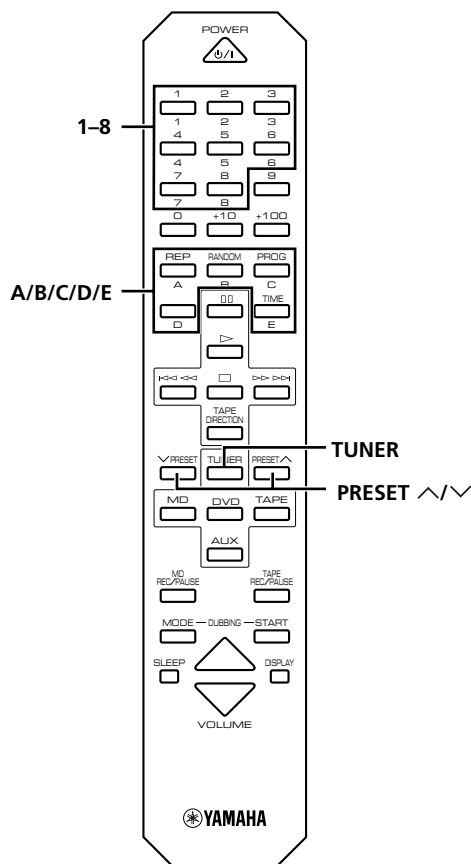 POWER
⏻/I
1 2 3
1–8
1 2 3
4 5 6
4 5 6
7 8 9
7 8
0 +10 +100
REP RANDOM PROG
A/B/C/D/E
A B C
TIME
D E
TAPE
DIRECTION
TUNER
PRESET TUNER PRESET
PRESET
MD DVD TAPE
AUX
MD
REC/PAUSE
TAPE
REC/PAUSE
MODE — DUBBING — START
SLEEP DISPLAY
VOLUME
YAMAHA